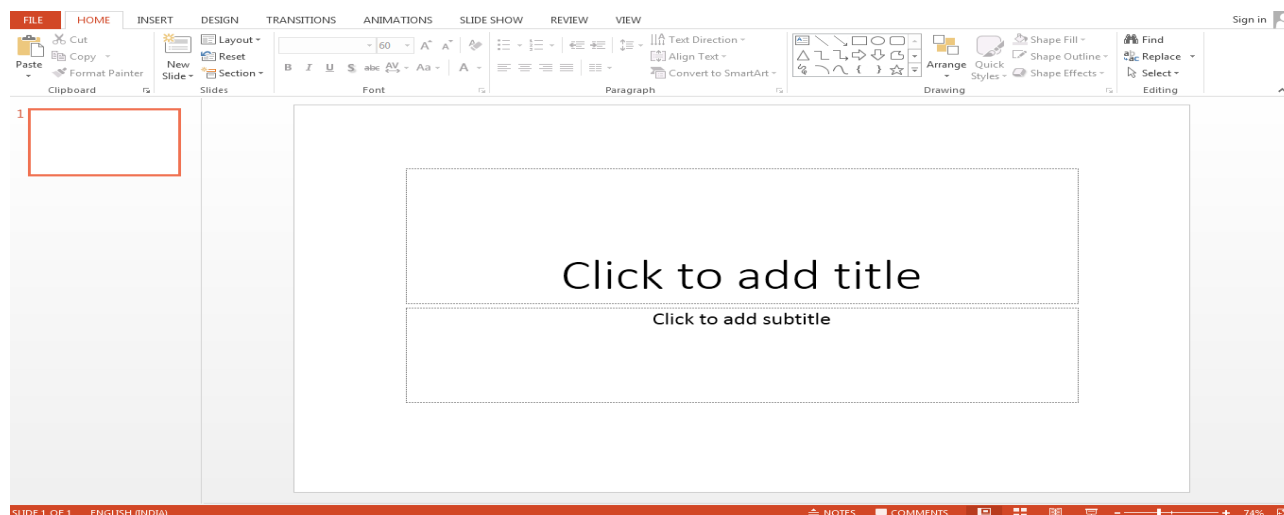 FILE HOME INSERT DESIGN TRANSITIONS ANIMATIONS SLIDE SHOW REVIEW VIEW Sign in
Cut Layout 60 Text Direction Shape Fill Find
Copy Reset Align Text Shape Outline Replace
Paste New Arrange Quick
Format Painter Slide Section B I U S abc AV Aa A Convert to SmartArt Styles Shape Effects Select
Clipboard Slides Font Paragraph Drawing Editing
1
Click to add title
Click to add subtitle
SLIDE 1 OF 1 ENGLISH (INDIA) NOTES COMMENTS 74%